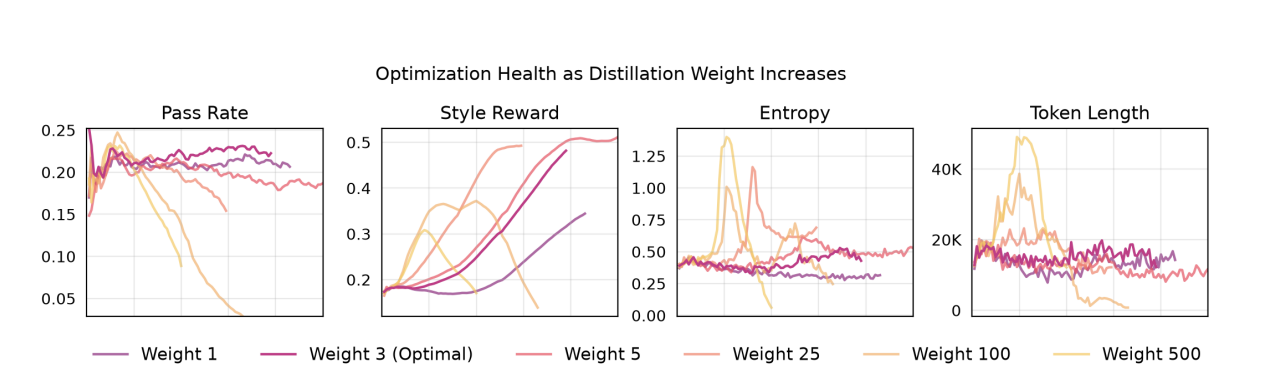 Optimization Health as Distillation Weight Increases
Pass Rate
0.25
0.20
0.15
0.10
0.05
Style Reward
0.5
0.4
0.3
0.2
Entropy
1.25
1.00
0.75
0.50
0.25
0.00
Token Length
40K
20K
0
Weight 1 Weight 3 (Optimal) Weight 5 Weight 25 Weight 100 Weight 500